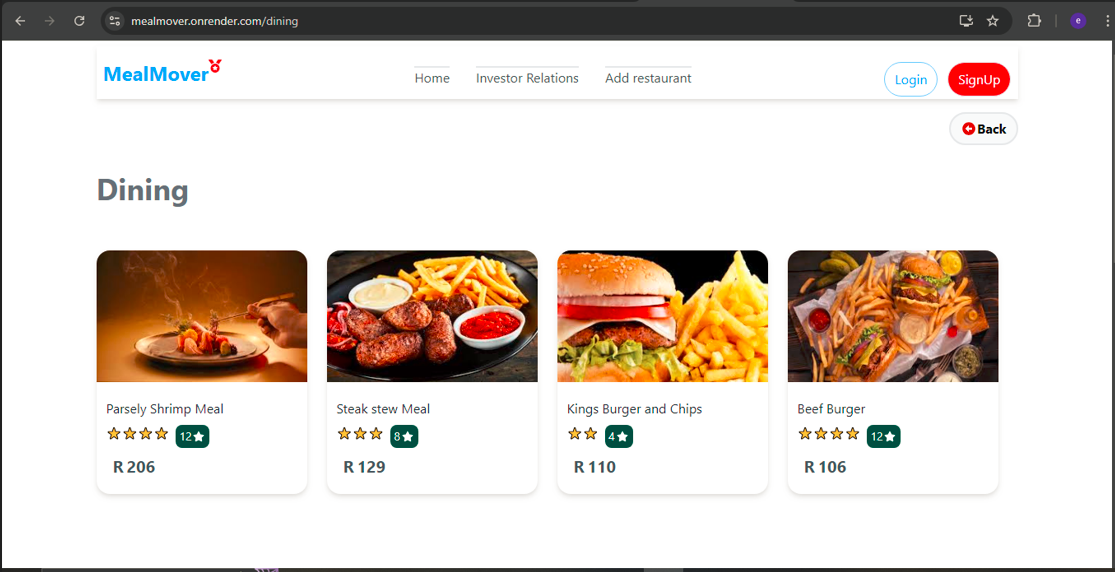 mealmover.onrender.com/dining
e
MealMover
Home Investor Relations Add restaurant
Login SignUp
Back
Dining
Parsely Shrimp Meal
12
R 206
Steak stew Meal
8
R 129
Kings Burger and Chips
4
R 110
Beef Burger
12
R 106